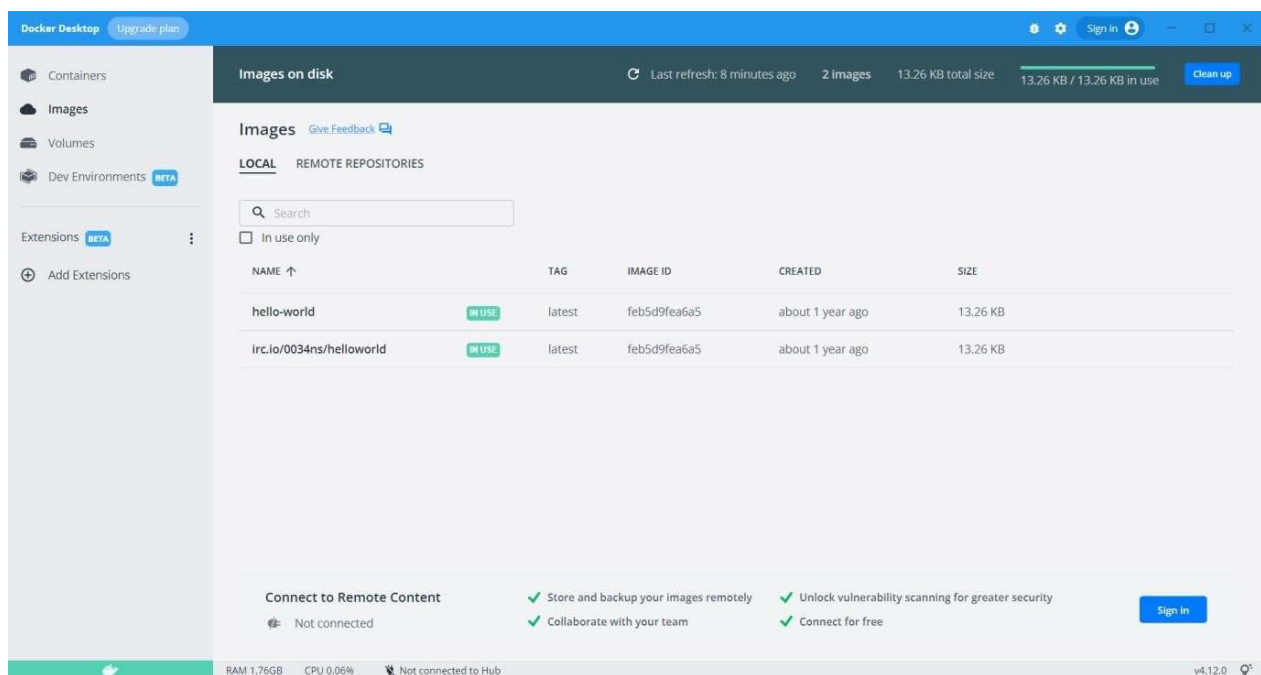 Docker Desktop Upgrade plan Sign in
Containers
Images
Volumes
Dev Environments BETA
Extensions BETA
Add Extensions
Images on disk Last refresh: 8 minutes ago 2 images 13.26 KB total size 13.26 KB / 13.26 KB in use Clean up
Images Give Feedback
LOCAL REMOTE REPOSITORIES
Search
In use only
NAME TAG IMAGE ID CREATED SIZE
hello-world IN USE latest feb5d9fea6a5 about 1 year ago 13.26 KB
irc.io/0034ns/helloworld IN USE latest feb5d9fea6a5 about 1 year ago 13.26 KB
Connect to Remote Content
Not connected
Store and backup your images remotely
Collaborate with your team
Unlock vulnerability scanning for greater security
Connect for free
Sign in
RAM 1.76GB CPU 0.06% Not connected to Hub v4.12.0